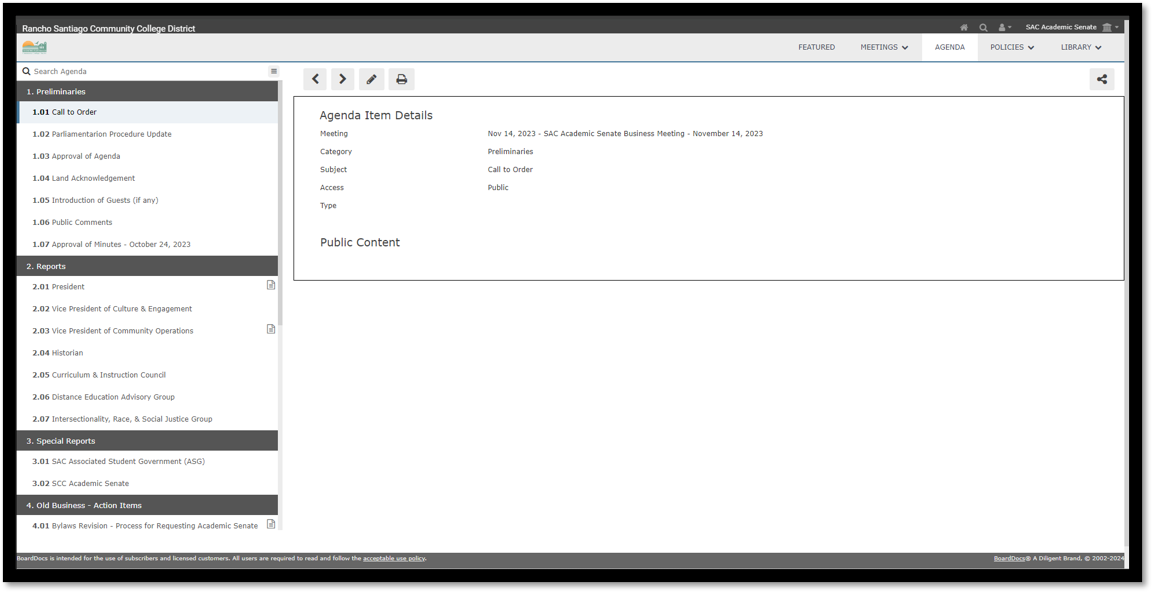 Rancho Santiago Community College District
SAC Academic Senate
FEATURED MEETINGS AGENDA POLICIES LIBRARY
Search Agenda
1. Preliminaries
1.01 Call to Order
1.02 Parliamentarion Procedure Update
1.03 Approval of Agenda
1.04 Land Acknowledgement
1.05 Introduction of Guests (if any)
1.06 Public Comments
1.07 Approval of Minutes - October 24, 2023
2. Reports
2.01 President
2.02 Vice President of Culture & Engagement
2.03 Vice President of Community Operations
2.04 Historian
2.05 Curriculum & Instruction Council
2.06 Distance Education Advisory Group
2.07 Intersectionality, Race, & Social Justice Group
3. Special Reports
3.01 SAC Associated Student Government (ASG)
3.02 SCC Academic Senate
4. Old Business - Action Items
4.01 Bylaws Revision - Process for Requesting Academic Senate
Agenda Item Details
Meeting Nov 14, 2023 - SAC Academic Senate Business Meeting - November 14, 2023
Category Preliminaries
Subject Call to Order
Access Public
Type
Public Content
BoardDocs is intended for the use of subscribers and licensed customers. All users are required to read and follow the acceptable use policy.
BoardDocs® A Diligent Brand. © 2002-2024